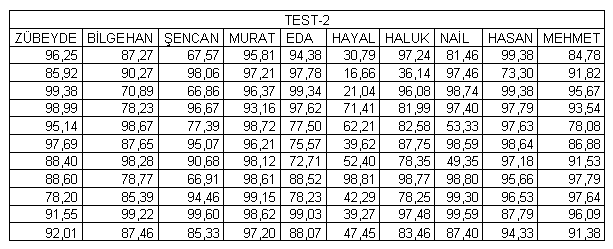 TEST-2
ZÜBEYDE BİLGEHAN ŞENCAN MURAT EDA HAYAL HALUK NAİL HASAN MEHMET
96,25 87,27 67,57 95,81 94,38 30,79 97,24 81,46 99,38 84,78
85,92 90,27 98,06 97,21 97,78 16,66 36,14 97,46 73,30 91,82
99,38 70,89 66,86 96,37 99,34 21,04 96,08 98,74 99,38 95,67
98,99 78,23 96,67 93,16 97,62 71,41 81,99 97,40 97,79 93,54
95,14 98,67 77,39 98,72 77,50 62,21 82,58 53,33 97,63 78,08
97,69 87,65 95,07 96,21 75,57 39,62 87,75 98,59 98,64 86,88
88,40 98,28 90,68 98,12 72,71 52,40 78,35 49,35 97,18 91,53
88,60 78,77 66,91 98,61 88,52 98,81 98,77 98,80 95,66 97,79
78,20 85,39 94,46 99,15 78,23 42,29 78,25 99,30 96,53 97,64
91,55 99,22 99,60 98,62 99,03 39,27 97,48 99,59 87,79 96,09
92,01 87,46 85,33 97,20 88,07 47,45 83,46 87,40 94,33 91,38